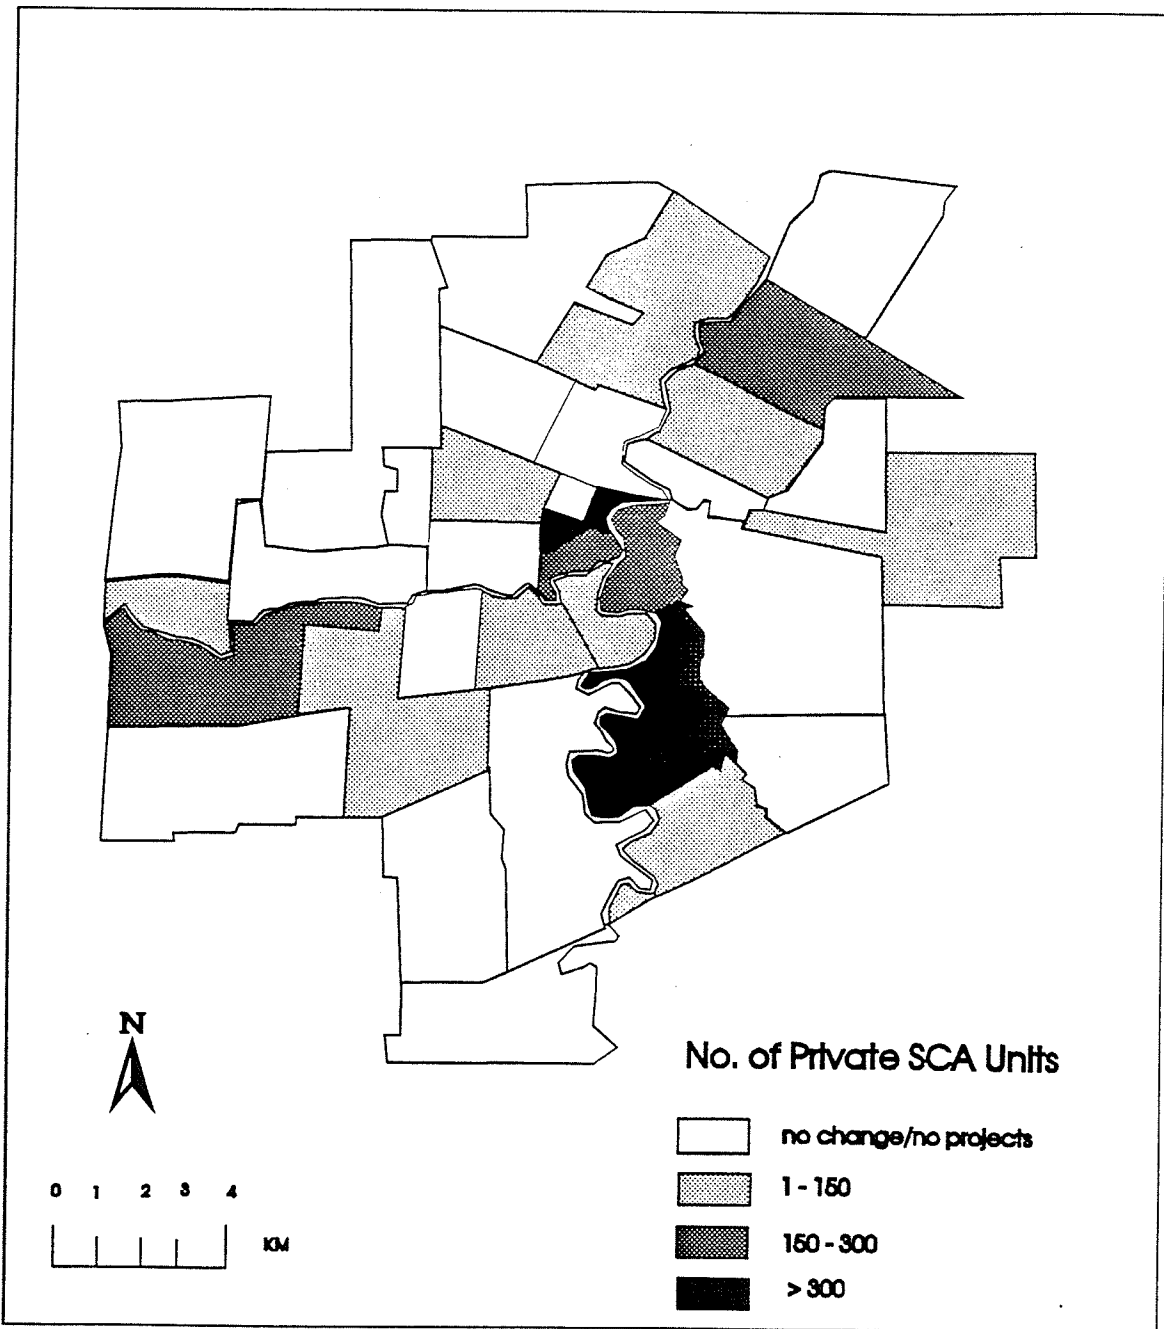 N
No. of Private SCA Units
no change/no projects
1 - 150
150 - 300
> 300
0 1 2 3 4
KM